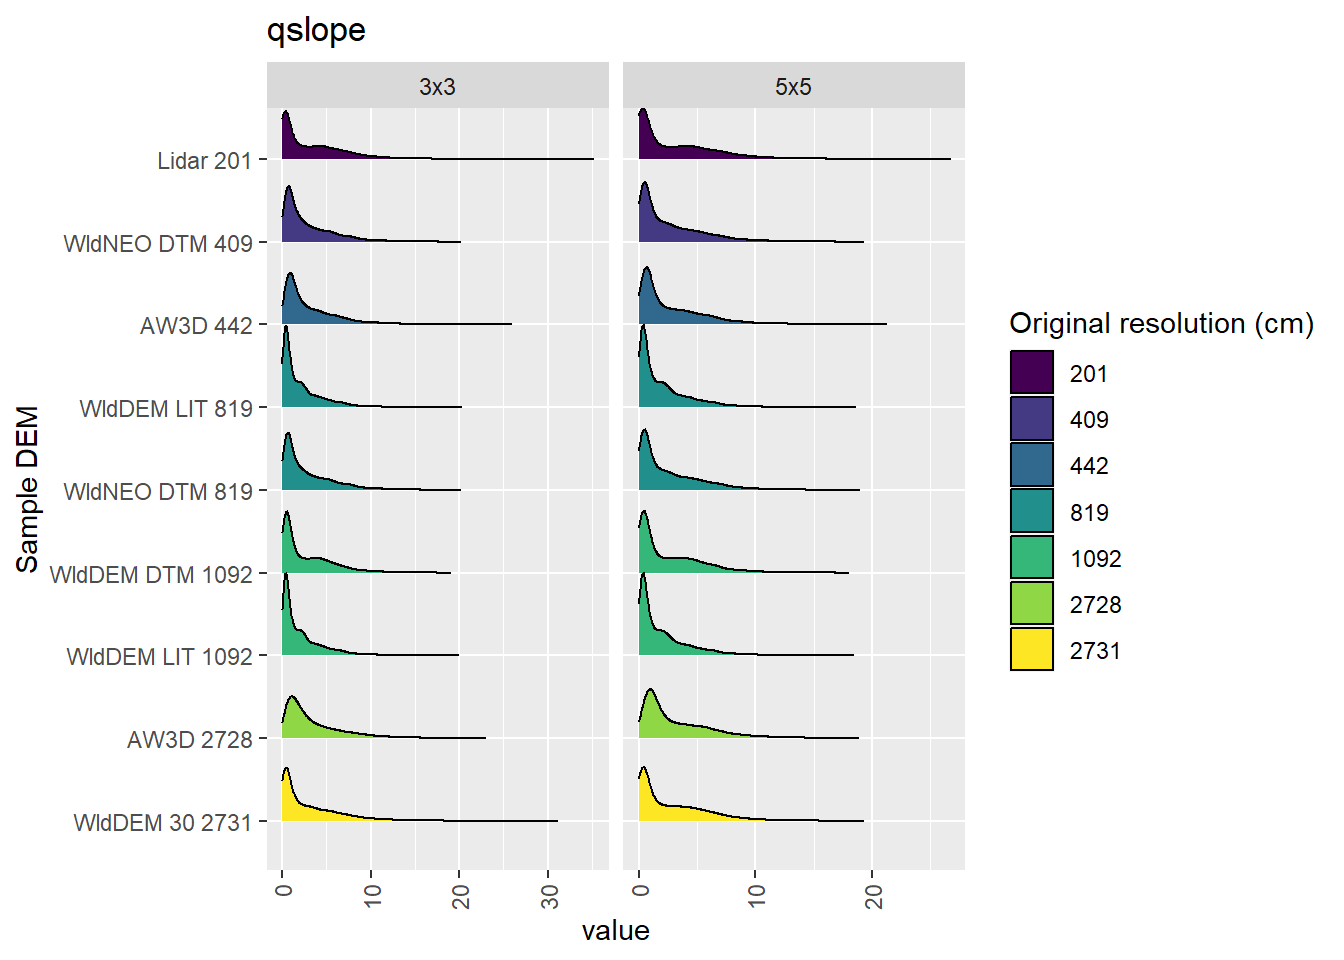 qslope
3x3
5x5
Sample DEM
Lidar 201
WldNEO DTM 409
AW3D 442
WldDEM LIT 819
WldNEO DTM 819
WldDEM DTM 1092
WldDEM LIT 1092
AW3D 2728
WldDEM 30 2731
0 10 20 30
0 10 20
value
Original resolution (cm)
201
409
442
819
1092
2728
2731